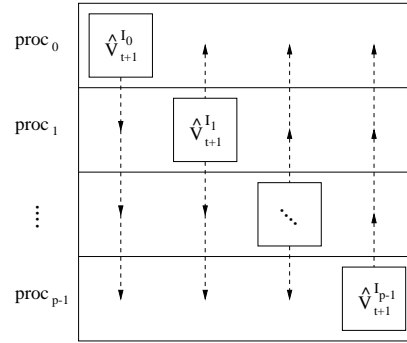 proc 0
V̂ I0 t+1
proc 1
V̂ I1 t+1
proc p-1
V̂ Ip-1 t+1